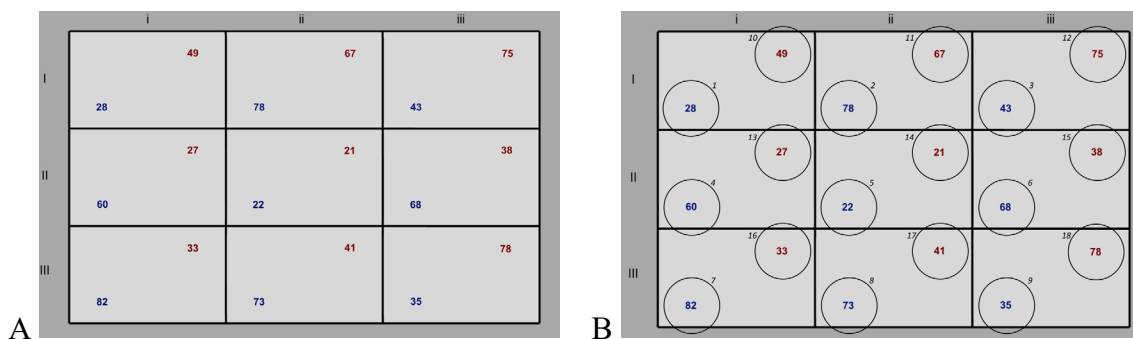 i ii iii
I 49 67 75
28 78 43
II 27 21 38
60 22 68
III 33 41 78
82 73 35
A
i ii iii
10 11 12
I 49 67 75
1 2 3
28 78 43
13 14 15
II 27 21 38
4 5 6
60 22 68
16 17 18
III 33 41 78
7 8 9
82 73 35
B